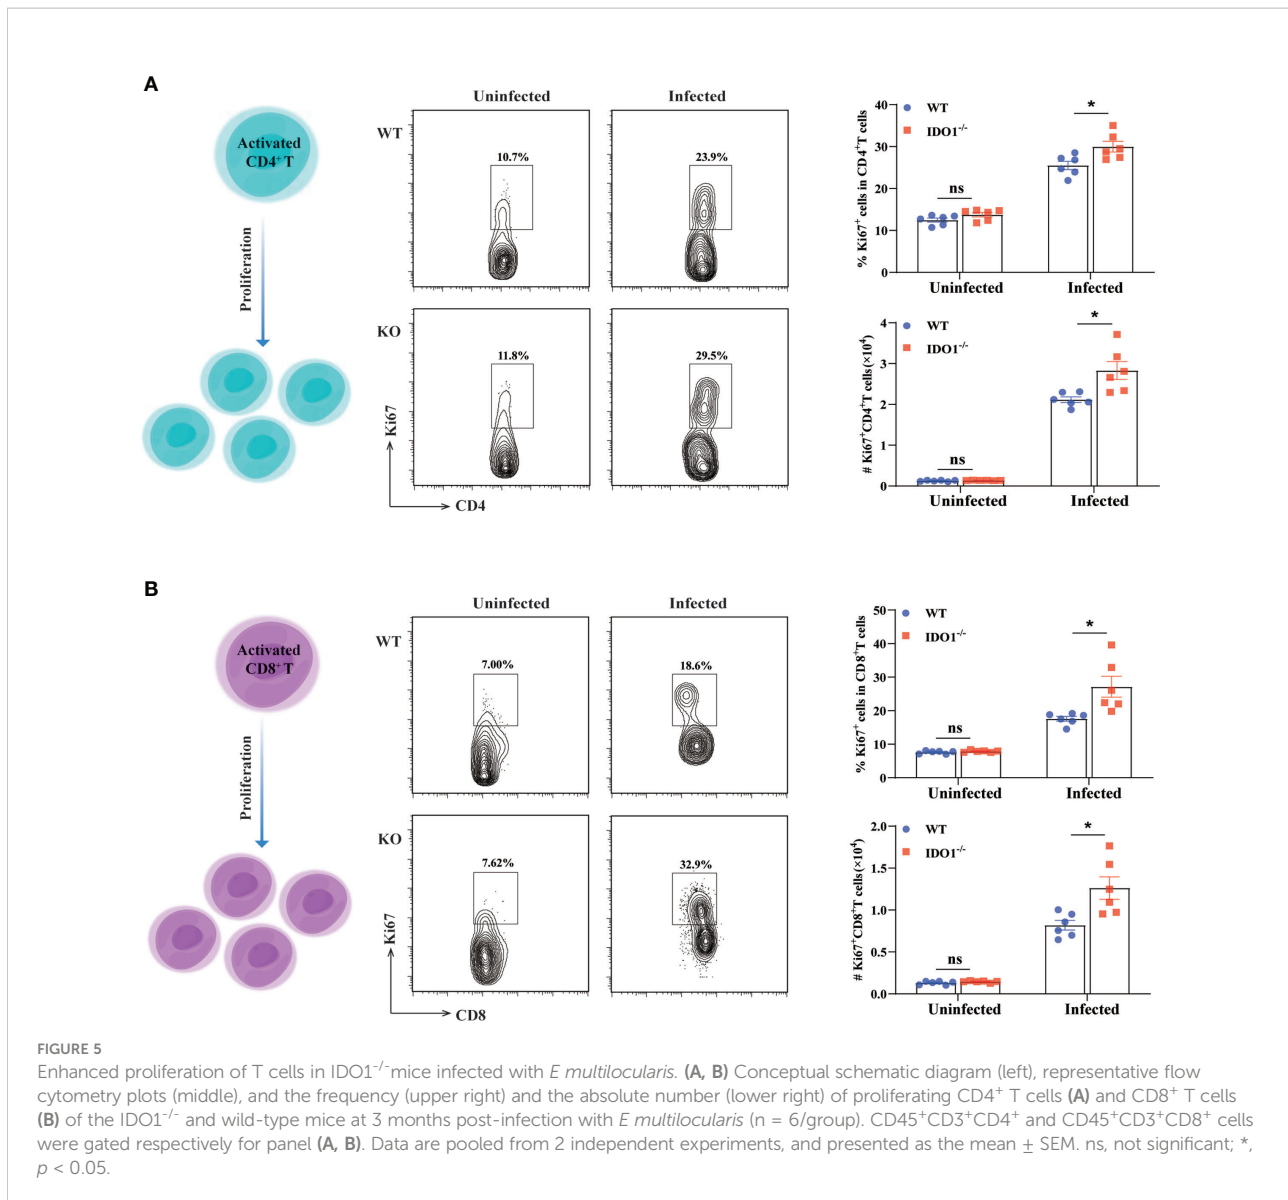 A
Activated
CD4⁺ T
Proliferation
Uninfected
Infected
WT
10.7%
23.9%
KO
11.8%
29.5%
Ki67
CD4
% Ki67⁺ cells in CD4⁺T cells
40
30
20
10
0
WT
IDO1⁻/⁻
ns
*
Uninfected
Infected
# Ki67⁺CD4⁺T cells (×10⁴)
4
2
0
WT
IDO1⁻/⁻
ns
*
Uninfected
Infected
B
Activated
CD8⁺ T
Proliferation
Uninfected
Infected
WT
7.00%
18.6%
KO
7.62%
32.9%
Ki67
CD8
% Ki67⁺ cells in CD8⁺T cells
50
40
30
20
10
0
WT
IDO1⁻/⁻
ns
*
Uninfected
Infected
# Ki67⁺CD8⁺T cells (×10⁴)
2.0
1.5
1.0
0.5
0.0
WT
IDO1⁻/⁻
ns
*
Uninfected
Infected
FIGURE 5
Enhanced proliferation of T cells in IDO1⁻/⁻mice infected with E multilocularis. (A, B) Conceptual schematic diagram (left), representative flow
cytometry plots (middle), and the frequency (upper right) and the absolute number (lower right) of proliferating CD4⁺ T cells (A) and CD8⁺ T cells
(B) of the IDO1⁻/⁻ and wild-type mice at 3 months post-infection with E multilocularis (n = 6/group). CD45⁺CD3⁺CD4⁺ and CD45⁺CD3⁺CD8⁺ cells
were gated respectively for panel (A, B). Data are pooled from 2 independent experiments, and presented as the mean ± SEM. ns, not significant; *,
p < 0.05.